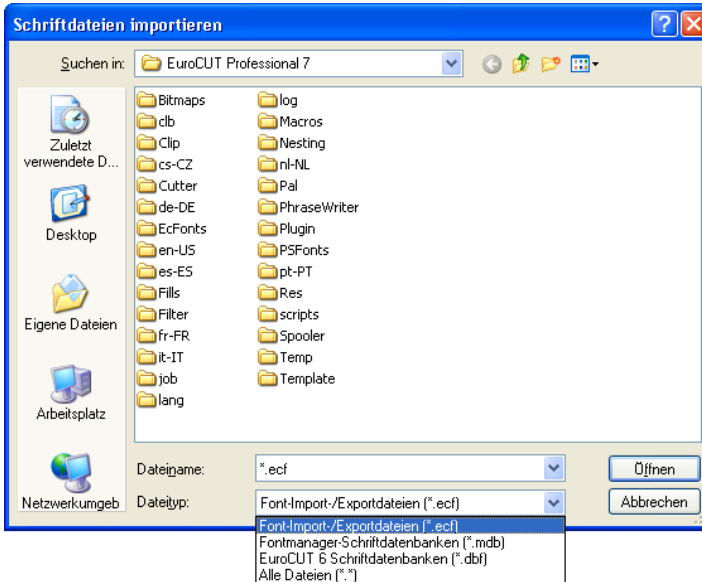 Schriftdateien importieren
Suchen in: EuroCUT Professional 7
Zuletzt
verwendete D...
Desktop
Eigene Dateien
Arbeitsplatz
Netzwerkumgeb
Bitmaps
clb
Clip
cs-CZ
Cutter
de-DE
EcFonts
en-US
es-ES
Fills
Filter
fr-FR
it-IT
job
lang
log
Macros
Nesting
nl-NL
Pal
PhraseWriter
Plugin
PSFonts
pt-PT
Res
scripts
Spooler
Temp
Template
Dateiname: *.ecf Öffnen
Dateityp: Font-Import-/Exportdateien (*.ecf) Abbrechen
Font-Import-/Exportdateien (*.ecf)
Fontmanager-Schriftdatenbanken (*.mdb)
EuroCUT 6 Schriftdatenbanken (*.dbf)
Alle Dateien (*.*)